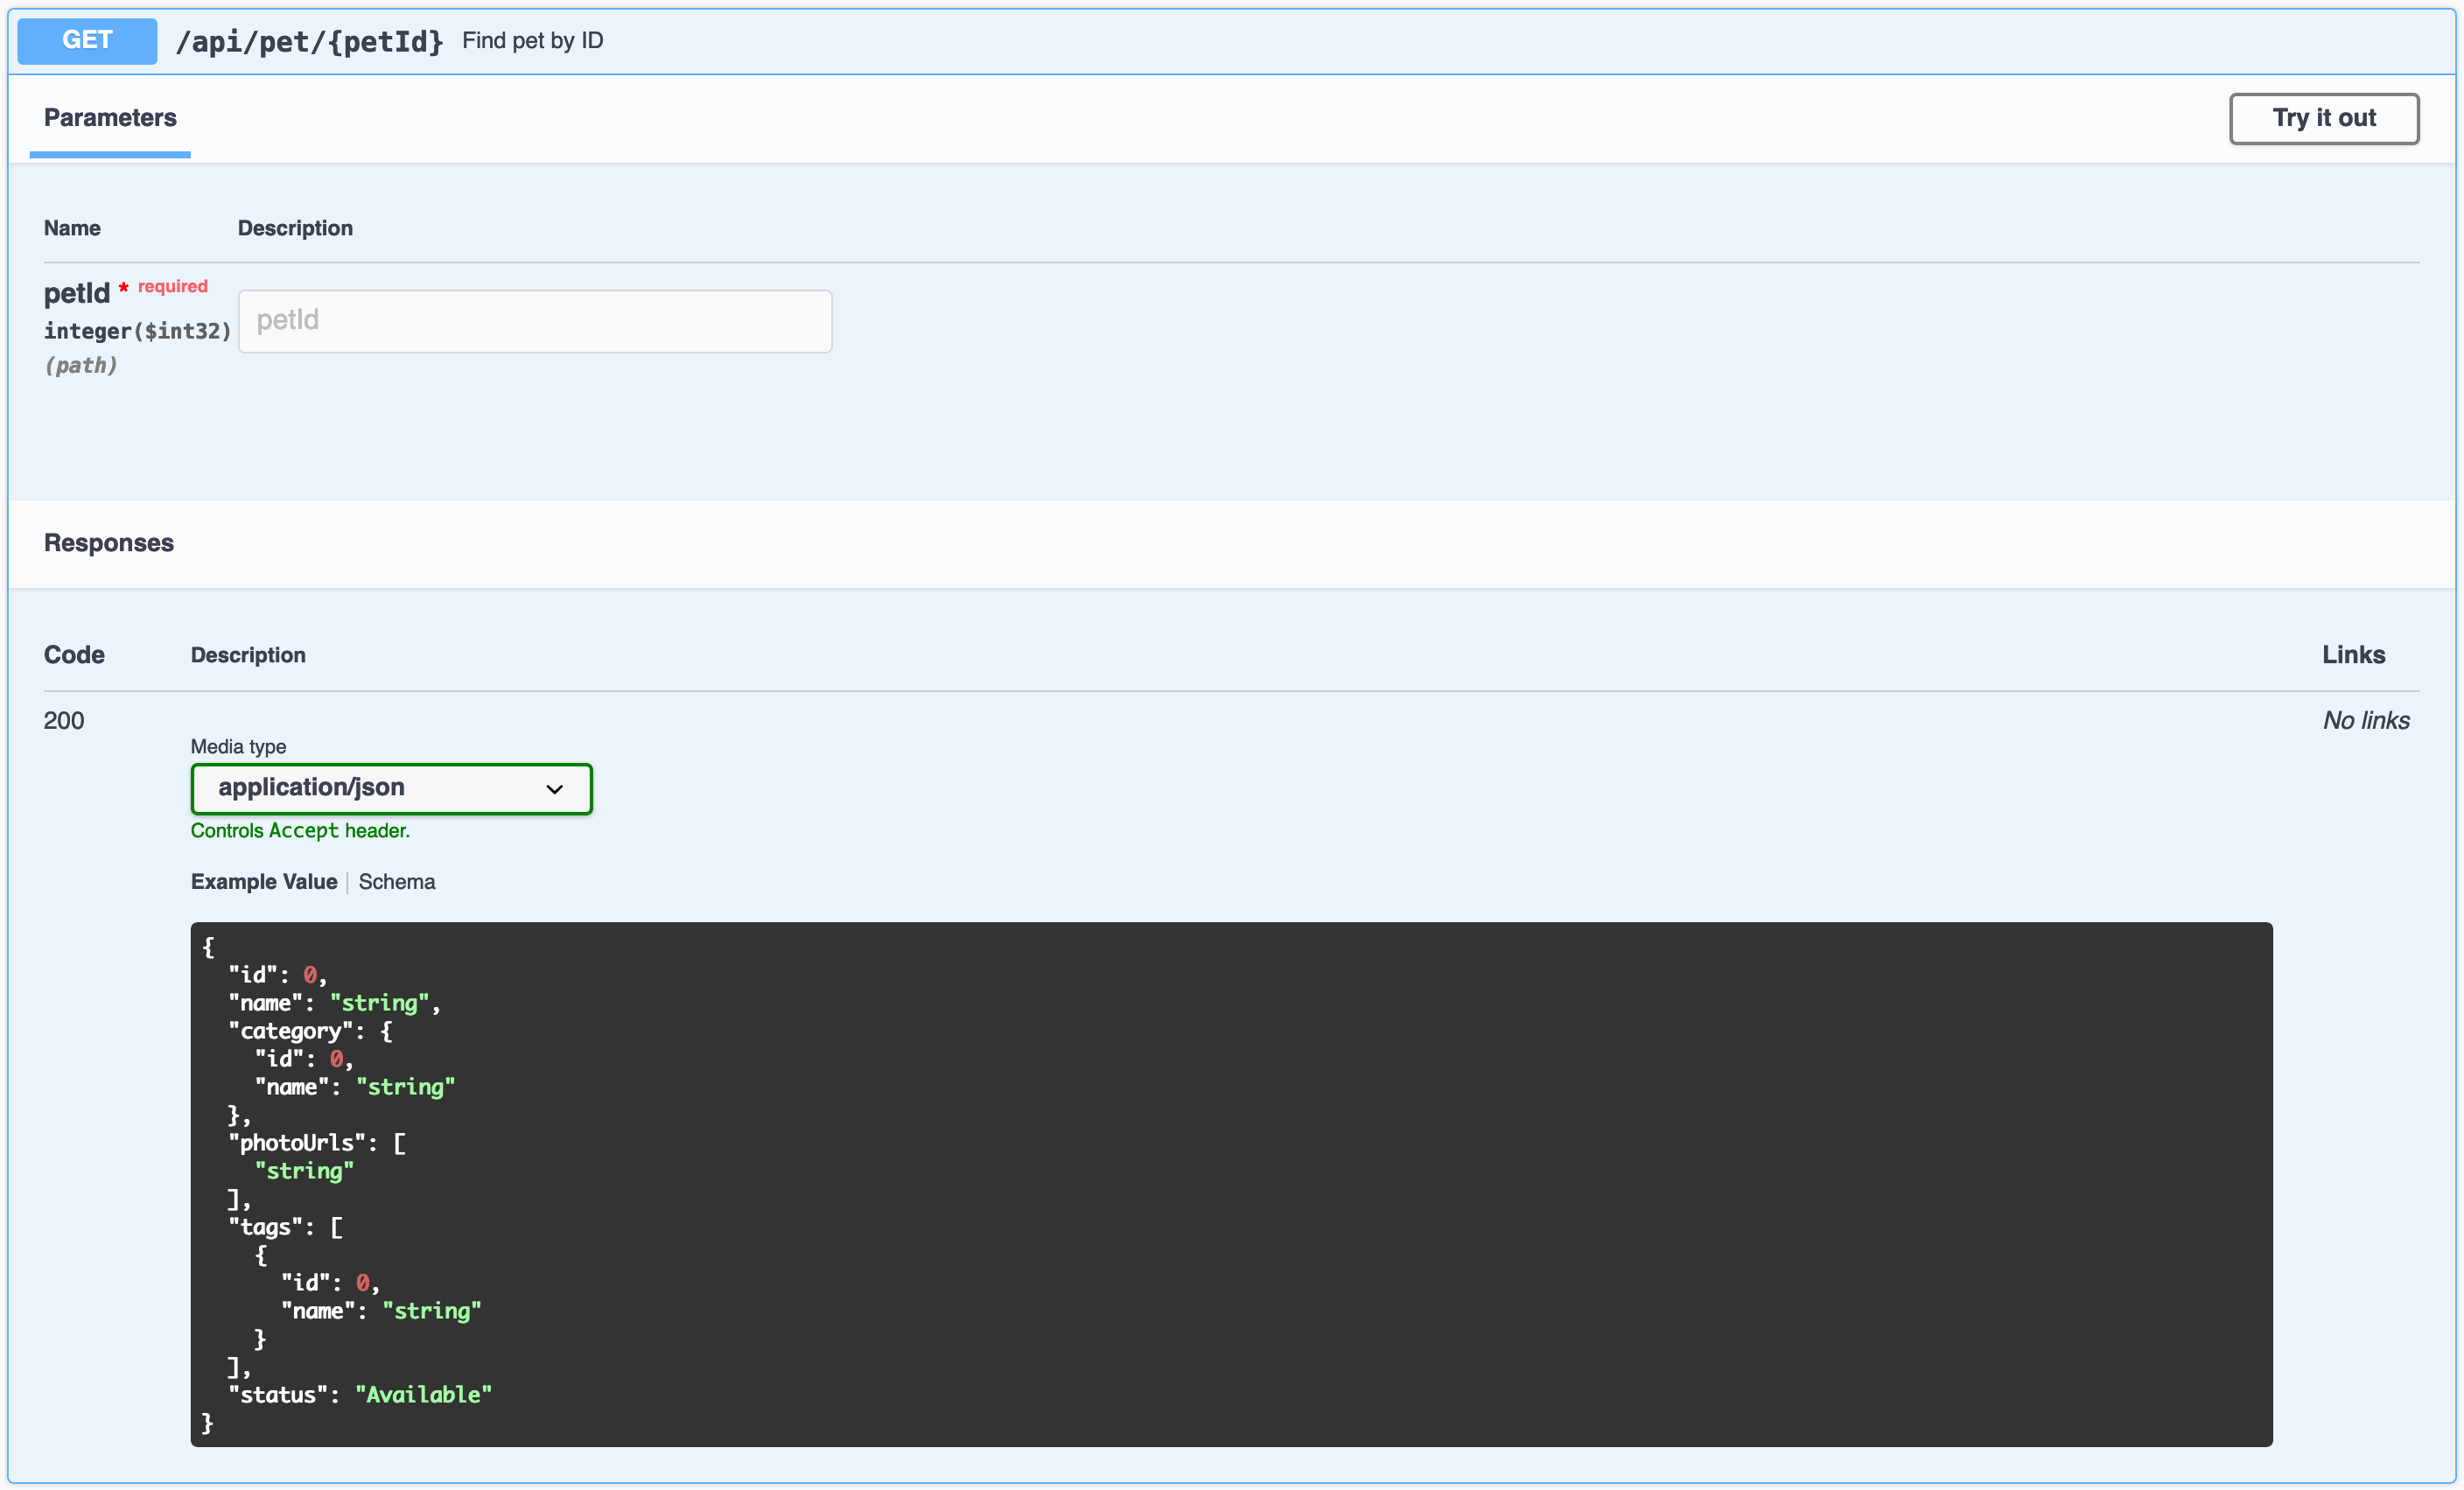 GET /api/pet/{petId} Find pet by ID
Parameters Try it out
Name Description
petId * required
integer($int32)
(path)
petId
Responses
Code Description Links
200 No links
Media type
application/json
Controls Accept header.
Example Value | Schema
{
  "id": 0,
  "name": "string",
  "category": {
    "id": 0,
    "name": "string"
  },
  "photoUrls": [
    "string"
  ],
  "tags": [
    {
      "id": 0,
      "name": "string"
    }
  ],
  "status": "Available"
}